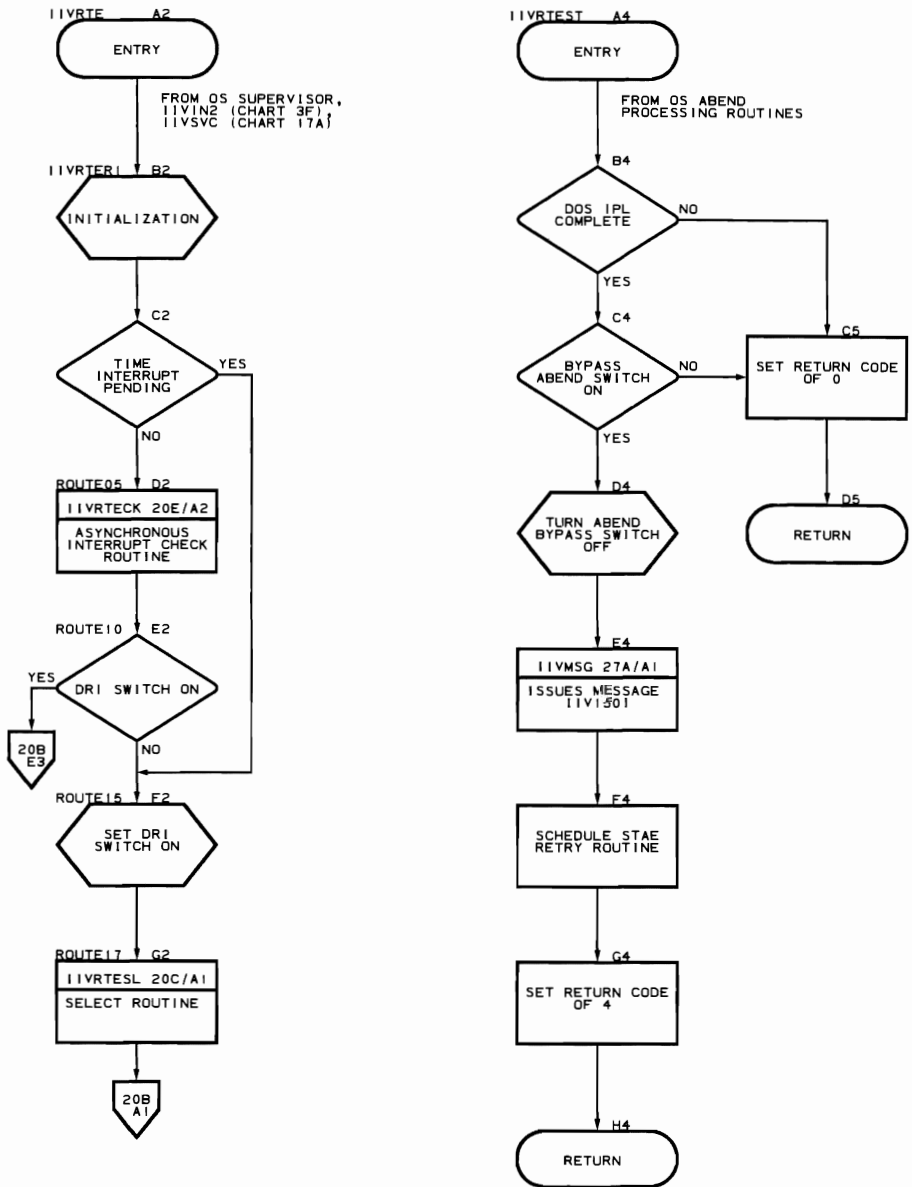 IIVRTE A2
ENTRY
FROM OS SUPERVISOR,
IIVIN2 (CHART 3F),
IIVSVC (CHART 17A)
IIVRTER1 B2
INITIALIZATION
C2
TIME
INTERRUPT
PENDING
YES
NO
ROUTE05 D2
IIVRTECK 20E/A2
ASYNCHRONOUS
INTERRUPT CHECK
ROUTINE
ROUTE10 E2
DRI SWITCH ON
YES
20B
E3
NO
ROUTE15 F2
SET DRI
SWITCH ON
ROUTE17 G2
IIVRTESL 20C/A1
SELECT ROUTINE
20B
A1
IIVRTEST A4
ENTRY
FROM OS ABEND
PROCESSING ROUTINES
B4
DOS IPL
COMPLETE
NO
YES
C4
BYPASS
ABEND SWITCH
ON
NO
YES
C5
SET RETURN CODE
OF 0
D5
RETURN
D4
TURN ABEND
BYPASS SWITCH
OFF
E4
IIVMSG 27A/A1
ISSUES MESSAGE
IIV150I
F4
SCHEDULE STAE
RETRY ROUTINE
G4
SET RETURN CODE
OF 4
H4
RETURN